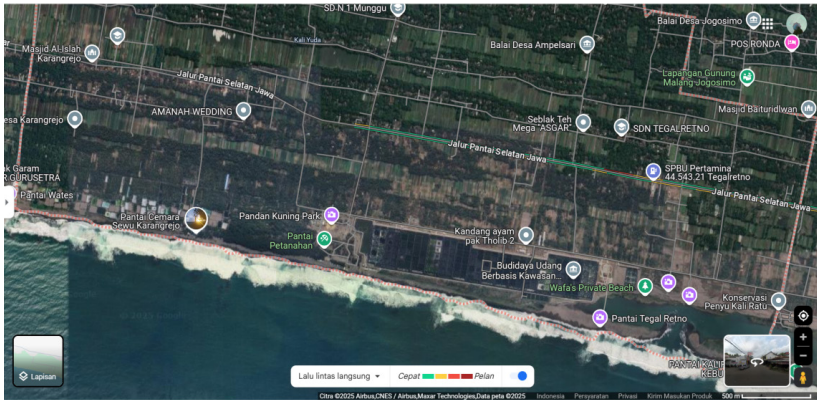 SD N 1 Munggu
Balai Desa Jogosimo
Kali Yuda
Masjid Al-Islah
Karangrejo
Balai Desa Ampelsari
POS RONDA
Jalur Pantai Selatan Jawa
Lapangan Gunung
Malang Jogosimo
AMANAH WEDDING
Masjid Baituridlwan
esa Karangrejo
Seblak Teh
Mega "ASGAR"
SDN TEGALRETNO
Jalur Pantai Selatan Jawa
ak Garam
R GURUSETRA
SPBU Pertamina
44.543.21 Tegalretno
Pantai Wates
Jalur Pantai Selatan Jawa
Pantai Cemara
Sewu Karangrejo
Pandan Kuning Park
Pantai
Petanahan
Kandang ayam
pak Tholib 2
Budidaya Udang
Berbasis Kawasan...
Wafa's Private Beach
Konservasi
Penyu Kali Ratu
Pantai Tegal Retno
PANTAI KALIR
KEBU
Lapisan
Lalu lintas langsung
Cepat
Pelan
Citra ©2025 Airbus,CNES / Airbus,Maxar Technologies,Data peta ©2025
Indonesia
Persyaratan
Privasi
Kirim Masukan Produk
500 m